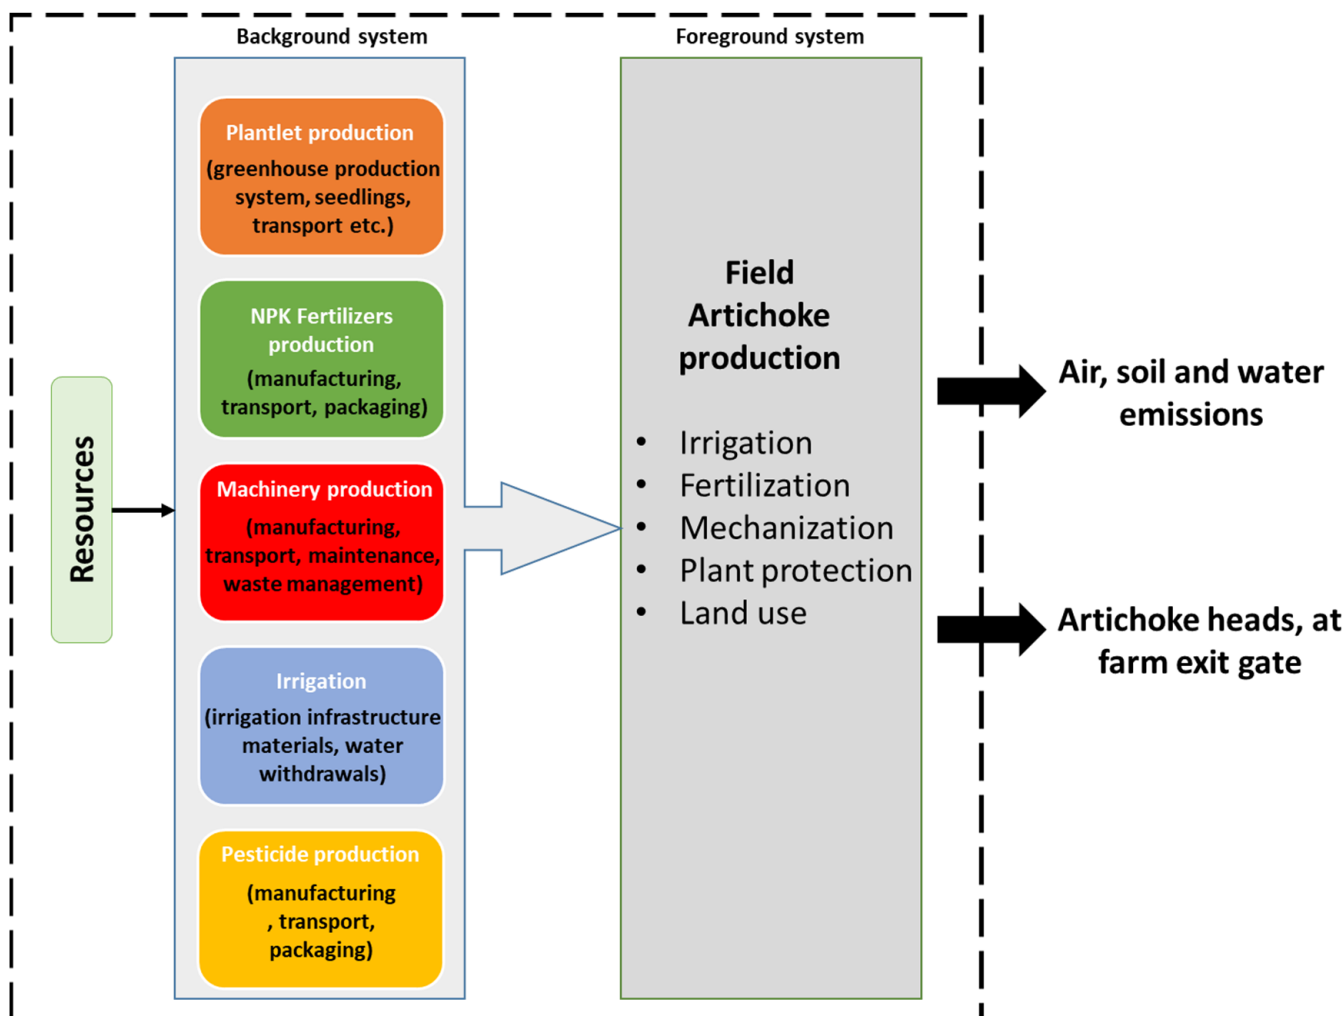 Background system
Foreground system
Plantlet production
(greenhouse production
system, seedlings,
transport etc.)
NPK Fertilizers
production
(manufacturing,
transport, packaging)
Machinery production
(manufacturing,
transport, maintenance,
waste management)
Irrigation
(irrigation infrastructure
materials, water
withdrawals)
Pesticide production
(manufacturing
, transport,
packaging)
Resources
Field
Artichoke
production
• Irrigation
• Fertilization
• Mechanization
• Plant protection
• Land use
Air, soil and water
emissions
Artichoke heads, at
farm exit gate